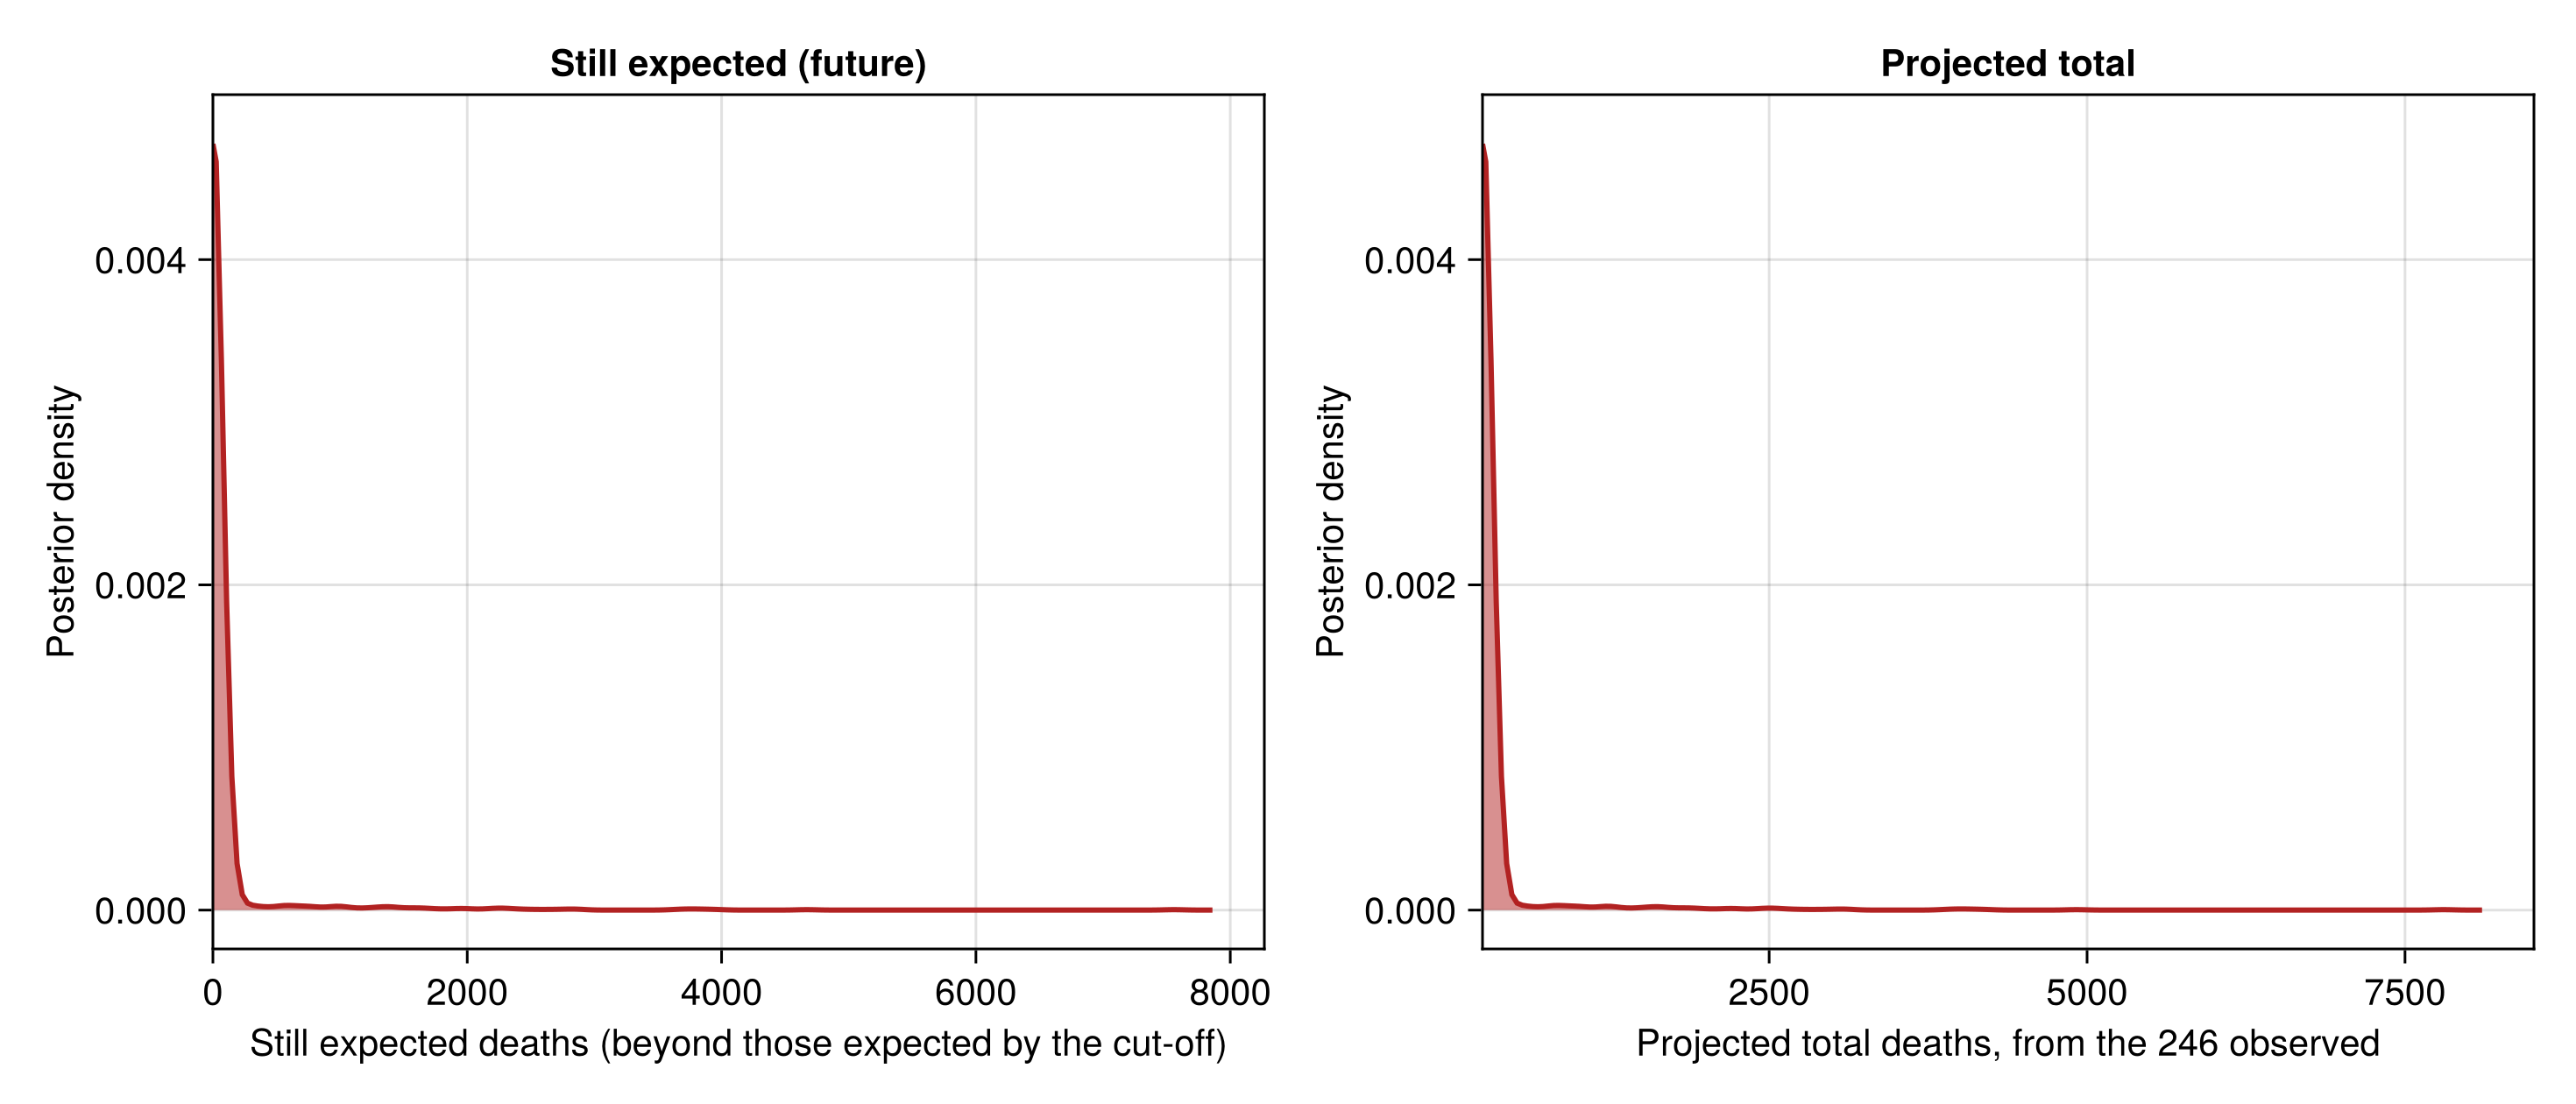 Still expected (future)
Posterior density
0.004
0.002
0.000
0
2000
4000
6000
8000
Still expected deaths (beyond those expected by the cut-off)
Projected total
Posterior density
0.004
0.002
0.000
2500
5000
7500
Projected total deaths, from the 246 observed